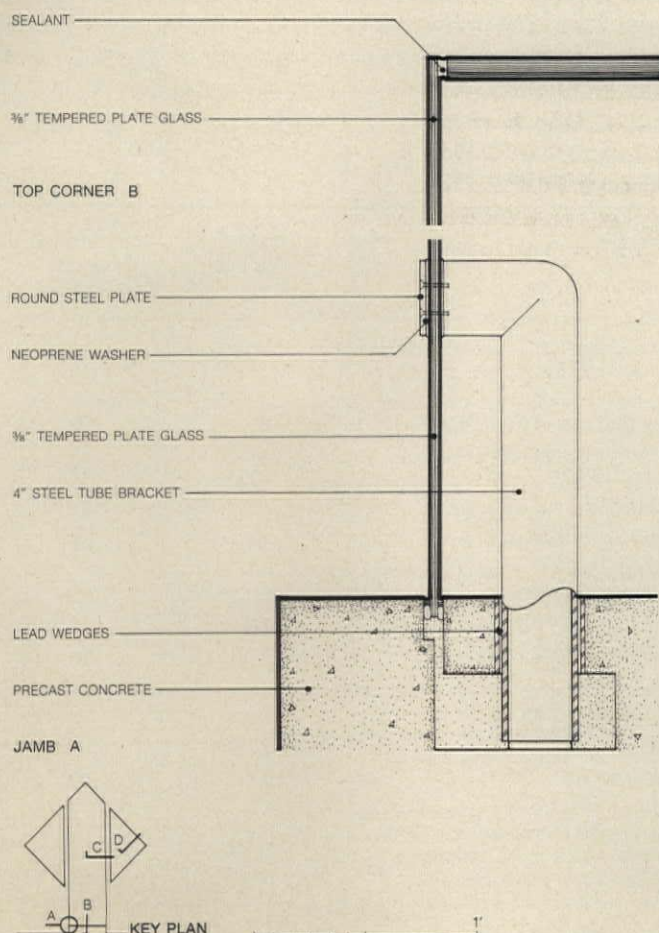 SEALANT
⅜" TEMPERED PLATE GLASS
TOP CORNER B
ROUND STEEL PLATE
NEOPRENE WASHER
⅜" TEMPERED PLATE GLASS
4" STEEL TUBE BRACKET
LEAD WEDGES
PRECAST CONCRETE
JAMB A
C D
A B
KEY PLAN
1'